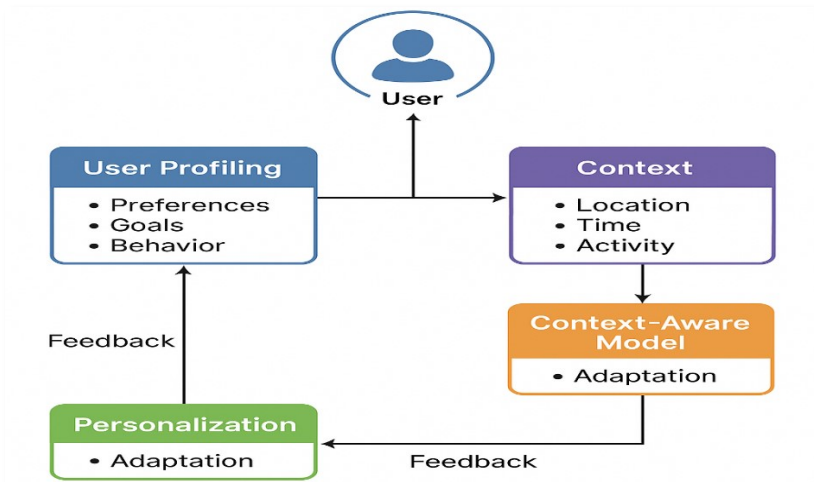 User
User Profiling
• Preferences
• Goals
• Behavior
Context
• Location
• Time
• Activity
Context-Aware
Model
• Adaptation
Feedback
Personalization
• Adaptation
Feedback